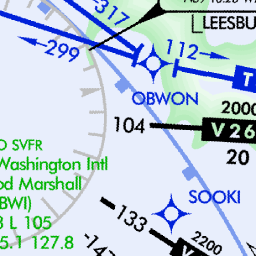 317
LEESBU
299
112
T
OBWON
2000
104
V26
20
O SVFR
Washington Intl
od Marshall
BWI)
3 L 105
5.1 127.8
SOOKI
133
2200
V